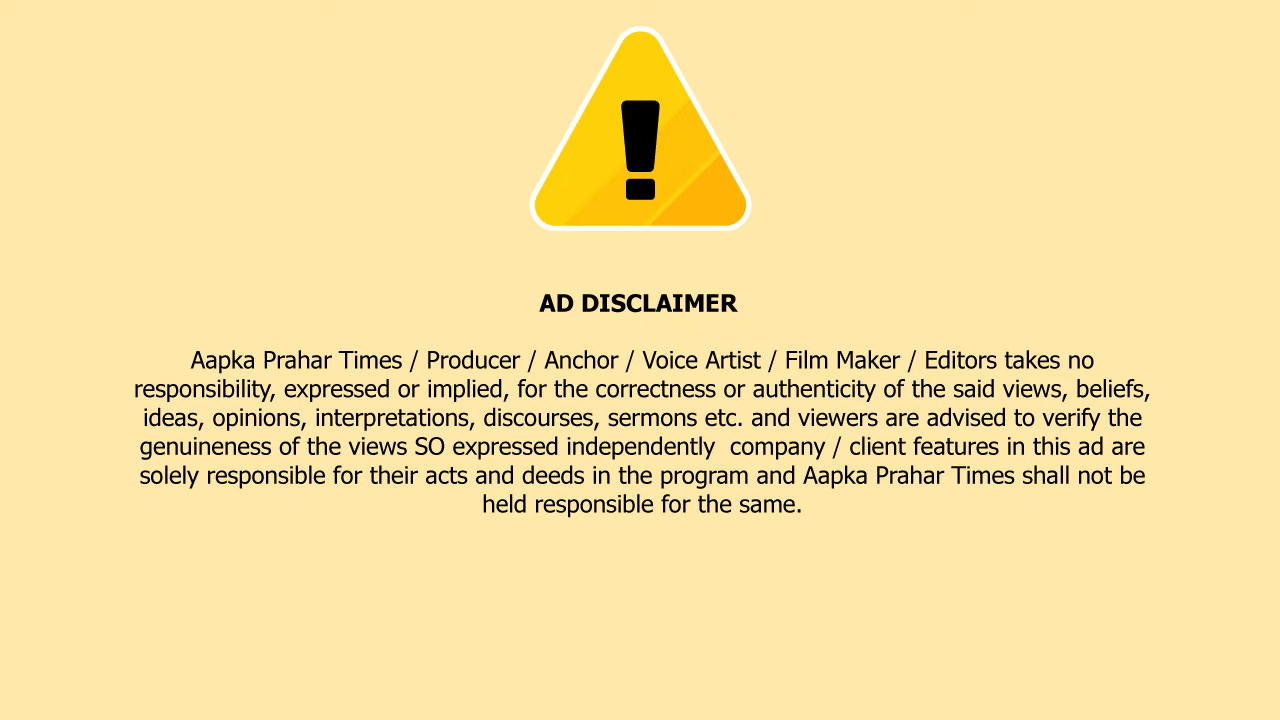 AD DISCLAIMER
Aapka Prahar Times / Producer / Anchor / Voice Artist / Film Maker / Editors takes no
responsibility, expressed or implied, for the correctness or authenticity of the said views, beliefs,
ideas, opinions, interpretations, discourses, sermons etc. and viewers are advised to verify the
genuineness of the views SO expressed independently  company / client features in this ad are
solely responsible for their acts and deeds in the program and Aapka Prahar Times shall not be
held responsible for the same.